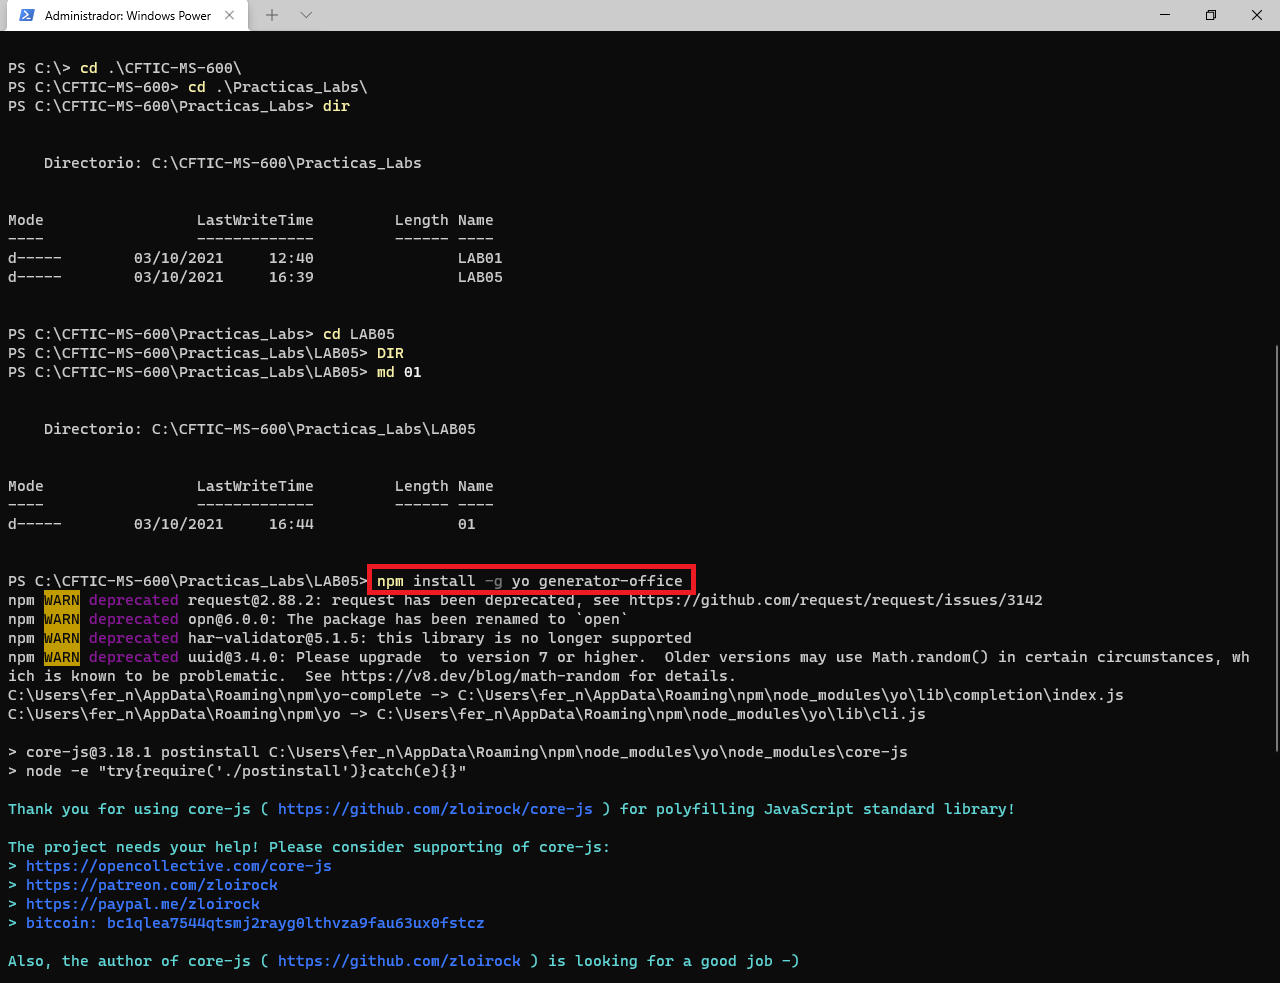 Administrador: Windows Power
PS C:\> cd .\CFTIC-MS-600\
PS C:\CFTIC-MS-600> cd .\Practicas_Labs\
PS C:\CFTIC-MS-600\Practicas_Labs> dir
Directorio: C:\CFTIC-MS-600\Practicas_Labs
Mode LastWriteTime Length Name
---- ------------- ------ ----
d----- 03/10/2021 12:40 LAB01
d----- 03/10/2021 16:39 LAB05
PS C:\CFTIC-MS-600\Practicas_Labs> cd LAB05
PS C:\CFTIC-MS-600\Practicas_Labs\LAB05> DIR
PS C:\CFTIC-MS-600\Practicas_Labs\LAB05> md 01
Directorio: C:\CFTIC-MS-600\Practicas_Labs\LAB05
Mode LastWriteTime Length Name
---- ------------- ------ ----
d----- 03/10/2021 16:44 01
PS C:\CFTIC-MS-600\Practicas_Labs\LAB05> npm install -g yo generator-office
npm WARN deprecated request@2.88.2: request has been deprecated, see https://github.com/request/request/issues/3142
npm WARN deprecated opn@6.0.0: The package has been renamed to `open`
npm WARN deprecated har-validator@5.1.5: this library is no longer supported
npm WARN deprecated uuid@3.4.0: Please upgrade  to version 7 or higher.  Older versions may use Math.random() in certain circumstances, wh
ich is known to be problematic.  See https://v8.dev/blog/math-random for details.
C:\Users\fer_n\AppData\Roaming\npm\yo-complete -> C:\Users\fer_n\AppData\Roaming\npm\node_modules\yo\lib\completion\index.js
C:\Users\fer_n\AppData\Roaming\npm\yo -> C:\Users\fer_n\AppData\Roaming\npm\node_modules\yo\lib\cli.js
> core-js@3.18.1 postinstall C:\Users\fer_n\AppData\Roaming\npm\node_modules\yo\node_modules\core-js
> node -e "try{require('./postinstall')}catch(e){}"
Thank you for using core-js ( https://github.com/zloirock/core-js ) for polyfilling JavaScript standard library!
The project needs your help! Please consider supporting of core-js:
> https://opencollective.com/core-js
> https://patreon.com/zloirock
> https://paypal.me/zloirock
> bitcoin: bc1qlea7544qtsmj2rayg0lthvza9fau63ux0fstcz
Also, the author of core-js ( https://github.com/zloirock ) is looking for a good job -)